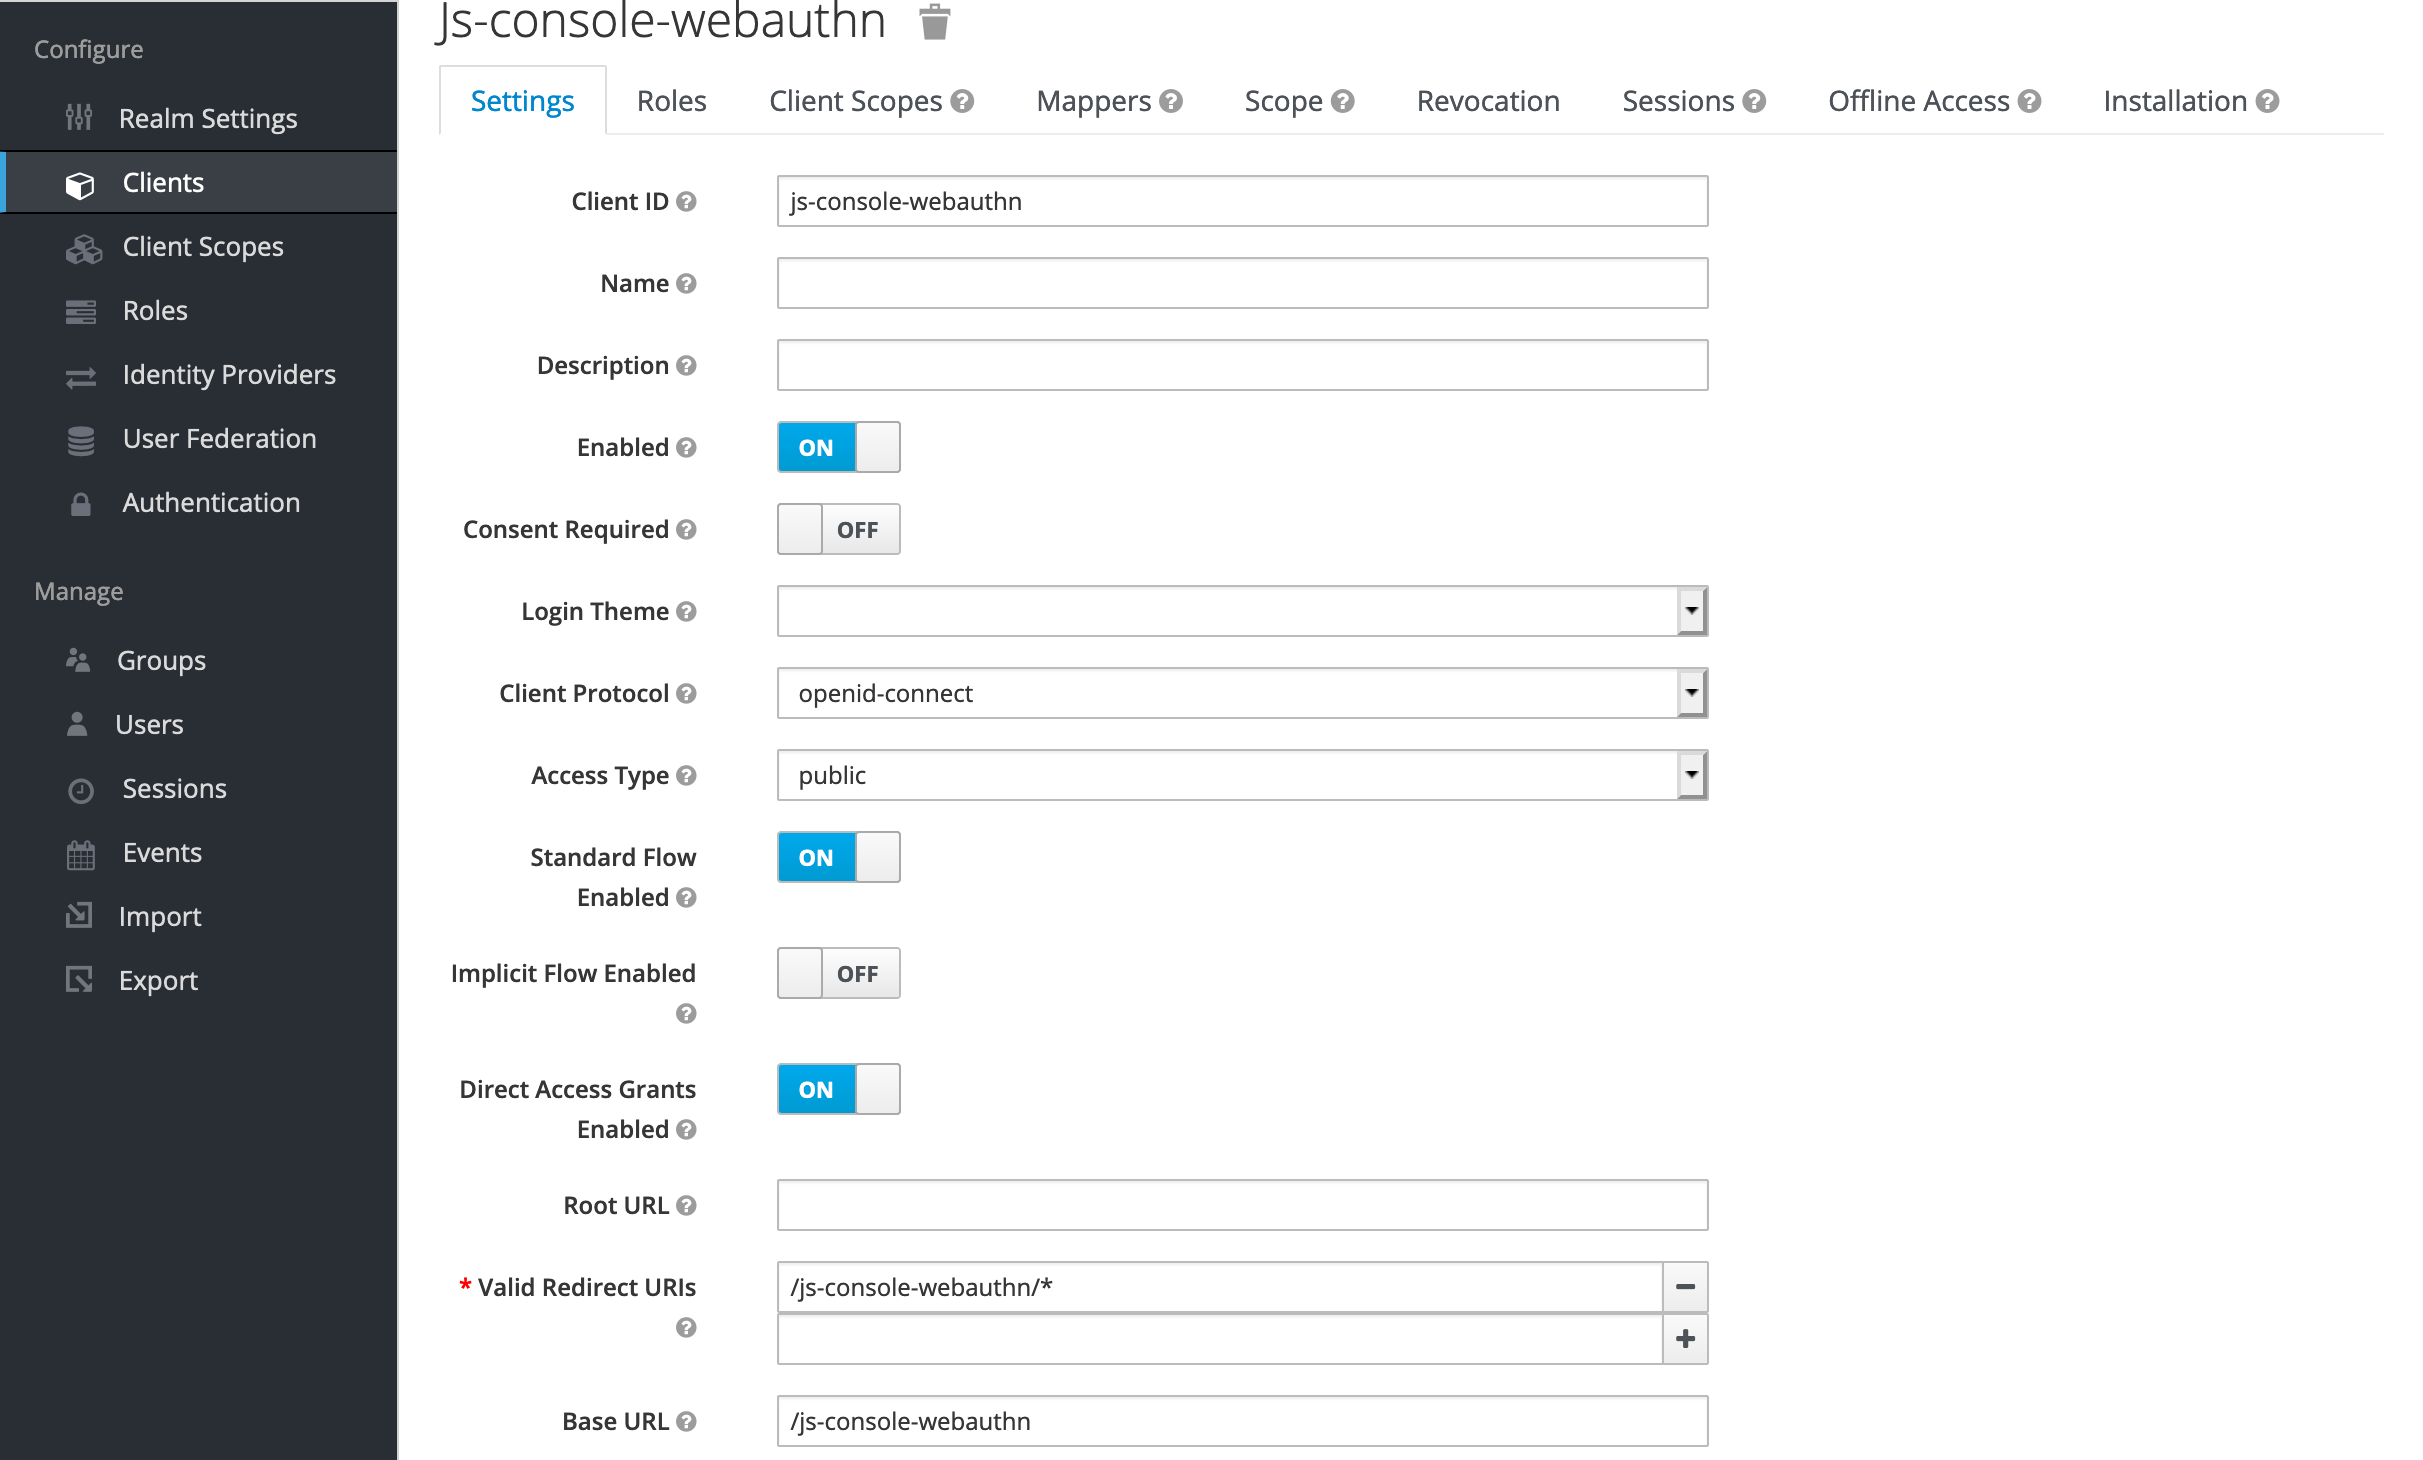 Configure
Realm Settings
Clients
Client Scopes
Roles
Identity Providers
User Federation
Authentication
Manage
Groups
Users
Sessions
Events
Import
Export
Js-console-webauthn
Settings Roles Client Scopes Mappers Scope Revocation Sessions Offline Access Installation
Client ID js-console-webauthn
Name
Description
Enabled ON
Consent Required OFF
Login Theme
Client Protocol openid-connect
Access Type public
Standard Flow Enabled ON
Implicit Flow Enabled OFF
Direct Access Grants Enabled ON
Root URL
* Valid Redirect URIs /js-console-webauthn/*
Base URL /js-console-webauthn